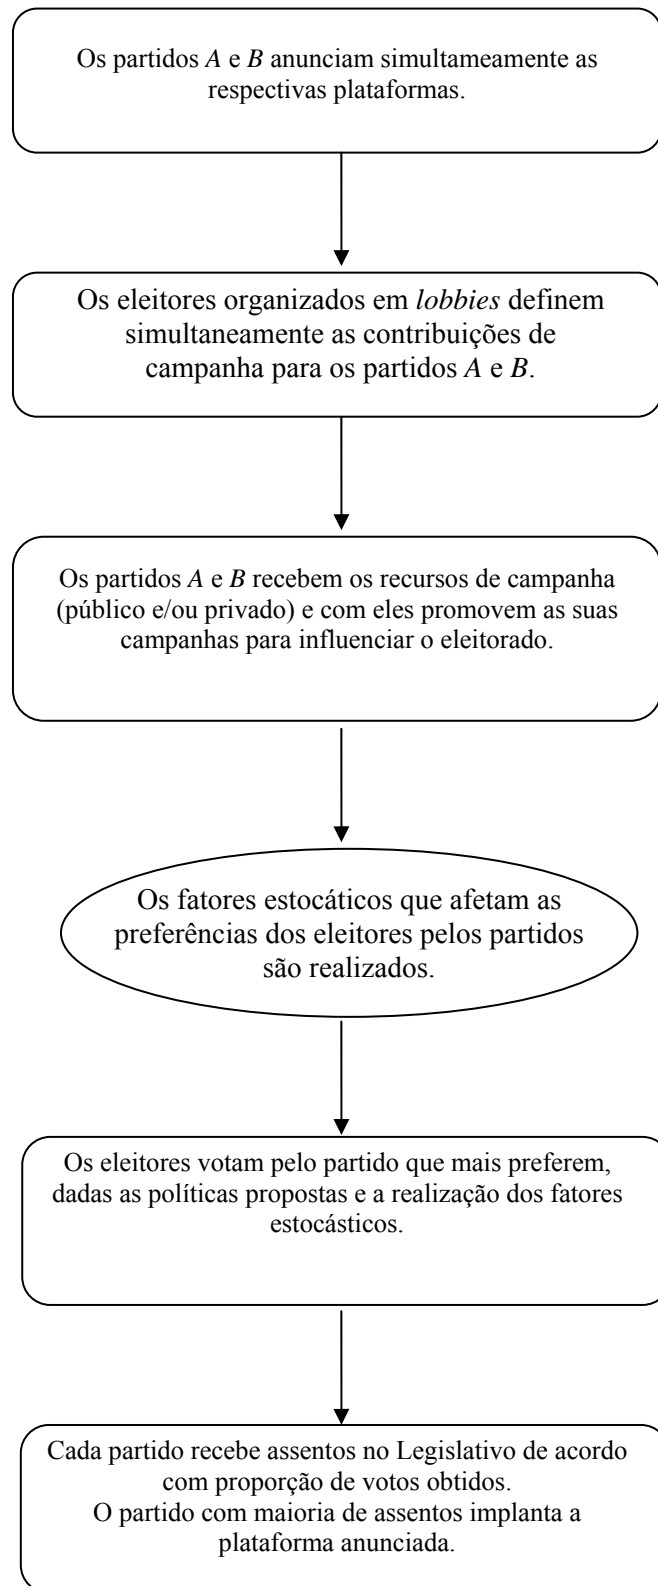 Os partidos A e B anunciam simultameamente as
respectivas plataformas.
Os eleitores organizados em lobbies definem
simultaneamente as contribuições de
campanha para os partidos A e B.
Os partidos A e B recebem os recursos de campanha
(público e/ou privado) e com eles promovem as suas
campanhas para influenciar o eleitorado.
Os fatores estocáticos que afetam as
preferências dos eleitores pelos partidos
são realizados.
Os eleitores votam pelo partido que mais preferem,
dadas as políticas propostas e a realização dos fatores
estocásticos.
Cada partido recebe assentos no Legislativo de acordo
com proporção de votos obtidos.
O partido com maioria de assentos implanta a
plataforma anunciada.